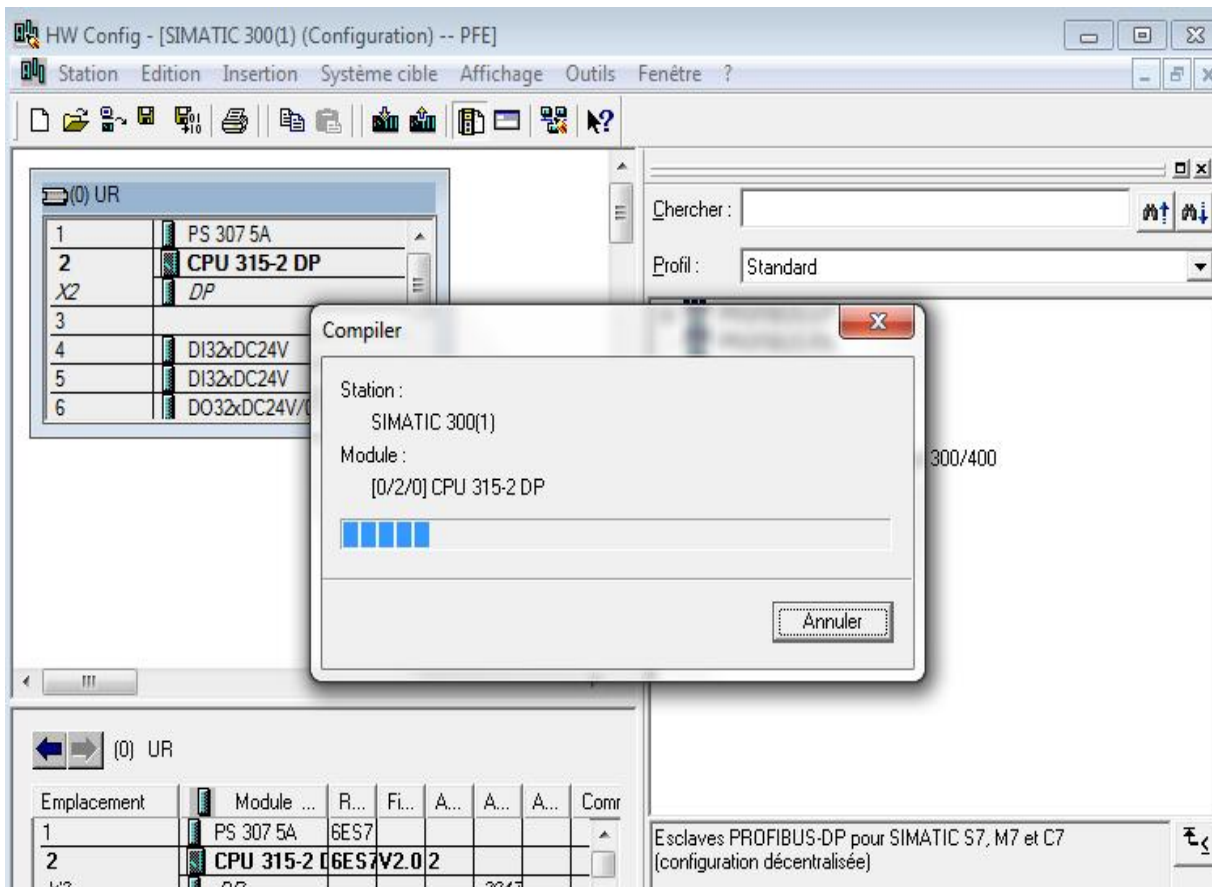 HW Config - [SIMATIC 300(1) (Configuration) -- PFE]
Station Edition Insertion Système cible Affichage Outils Fenêtre ?
(0) UR
1 PS 307 5A
2 CPU 315-2 DP
X2 DP
3
4 DI32xDC24V
5 DI32xDC24V
6 DO32xDC24V/
Chercher :
Profil : Standard
300/400
Compiler
Station :
SIMATIC 300(1)
Module :
[0/2/0] CPU 315-2 DP
Annuler
(0) UR
Emplacement Module ... R... Fi... A... A... A... Comr
1 PS 307 5A 6ES7
2 CPU 315-2 6ES7 V2.0 2
Esclaves PROFIBUS-DP pour SIMATIC S7, M7 et C7
(configuration décentralisée)